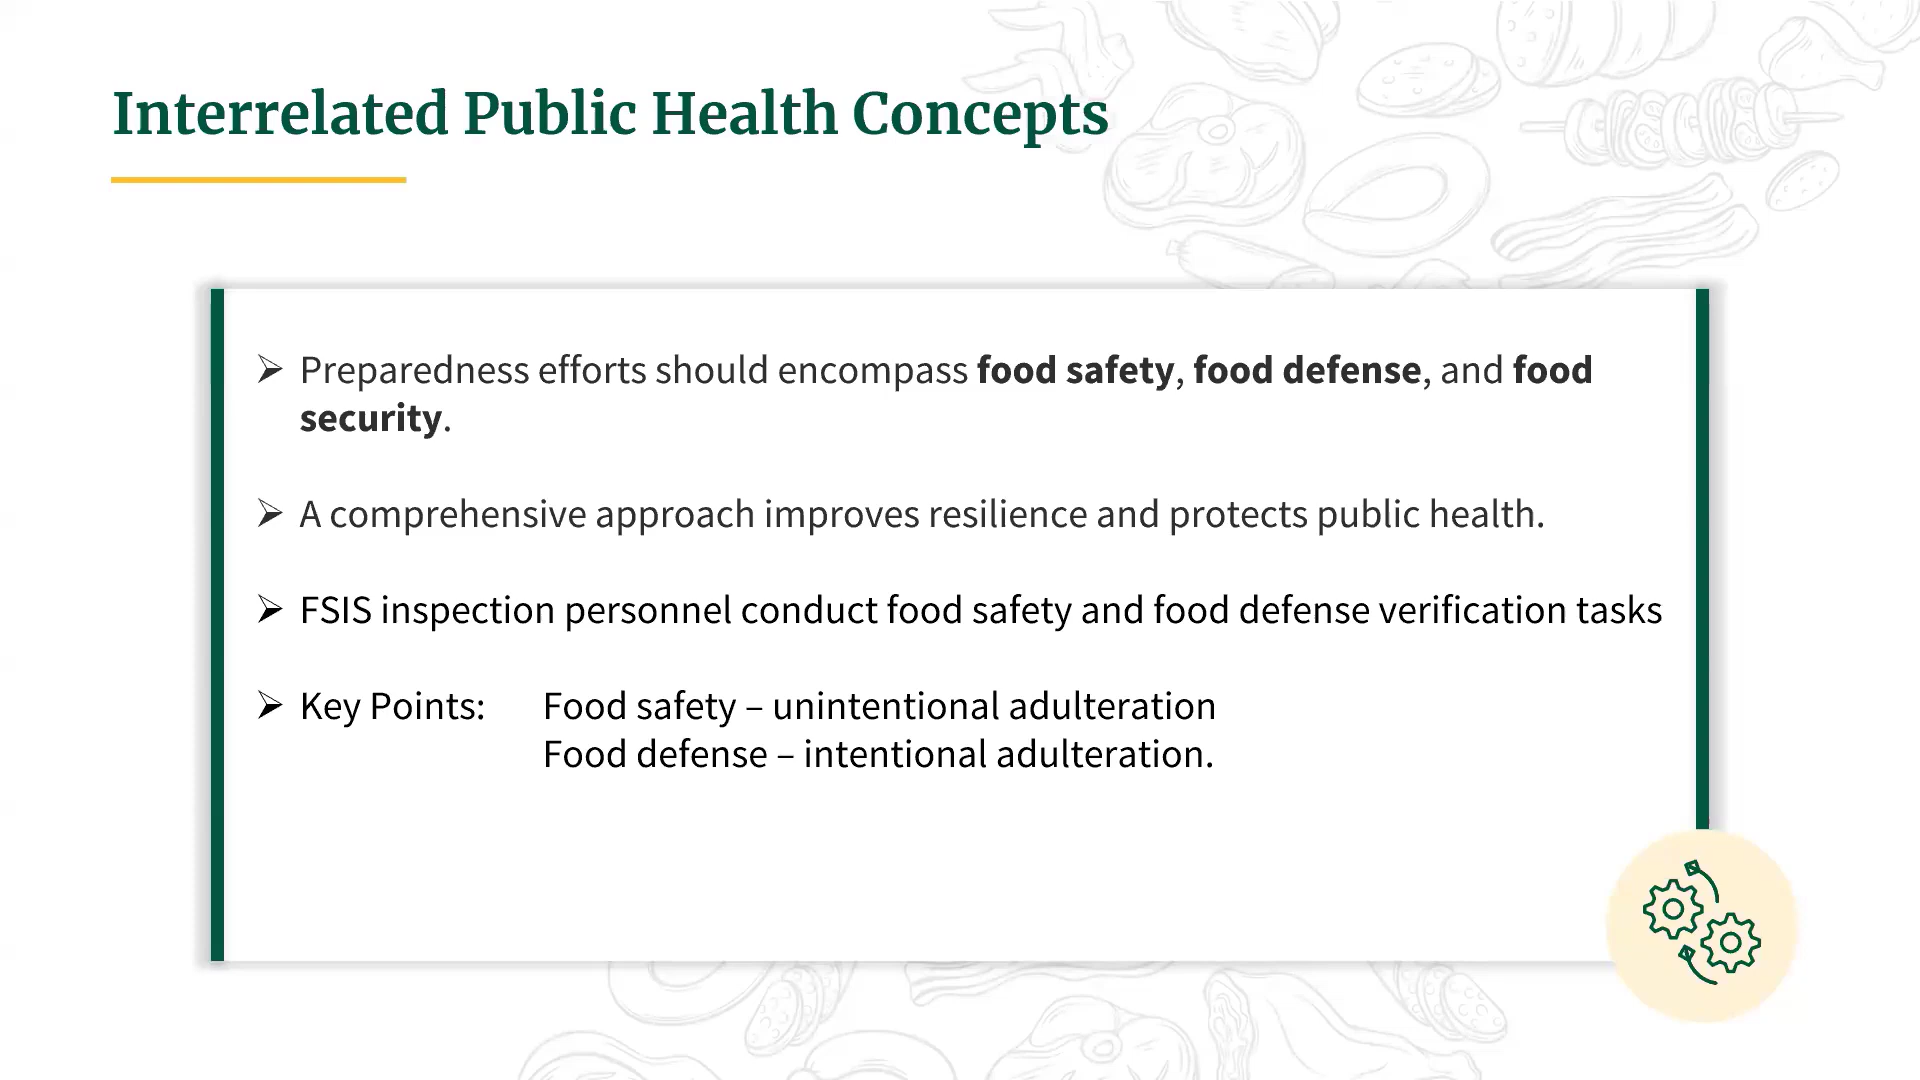 Interrelated Public Health Concepts
➢ Preparedness efforts should encompass food safety, food defense, and food
security.
➢ A comprehensive approach improves resilience and protects public health.
➢ FSIS inspection personnel conduct food safety and food defense verification tasks
➢ Key Points: Food safety – unintentional adulteration
Food defense – intentional adulteration.